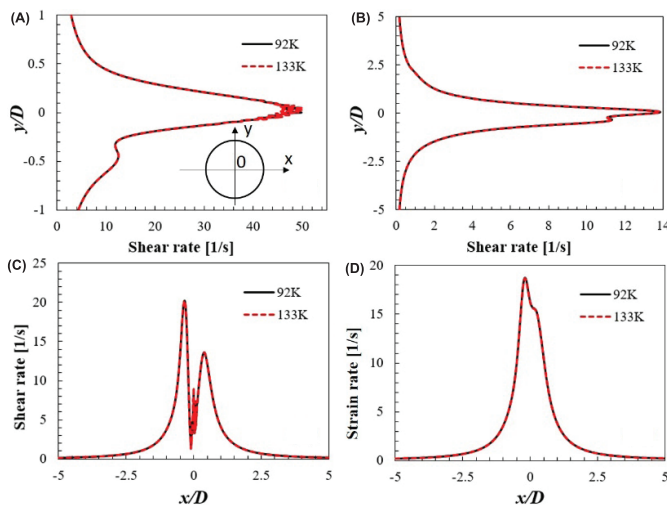 (A)
y/D
1
0.5
0
-0.5
-1
0 10 20 30 40 50
Shear rate [1/s]
92K
133K
y
0
x
(B)
y/D
5
2.5
0
-2.5
-5
0 2 4 6 8 10 12 14
Shear rate [1/s]
92K
133K
(C)
Shear rate [1/s]
25
20
15
10
5
0
-5 -2.5 0 2.5 5
x/D
92K
133K
(D)
Strain rate [1/s]
20
15
10
5
0
-5 -2.5 0 2.5 5
x/D
92K
133K